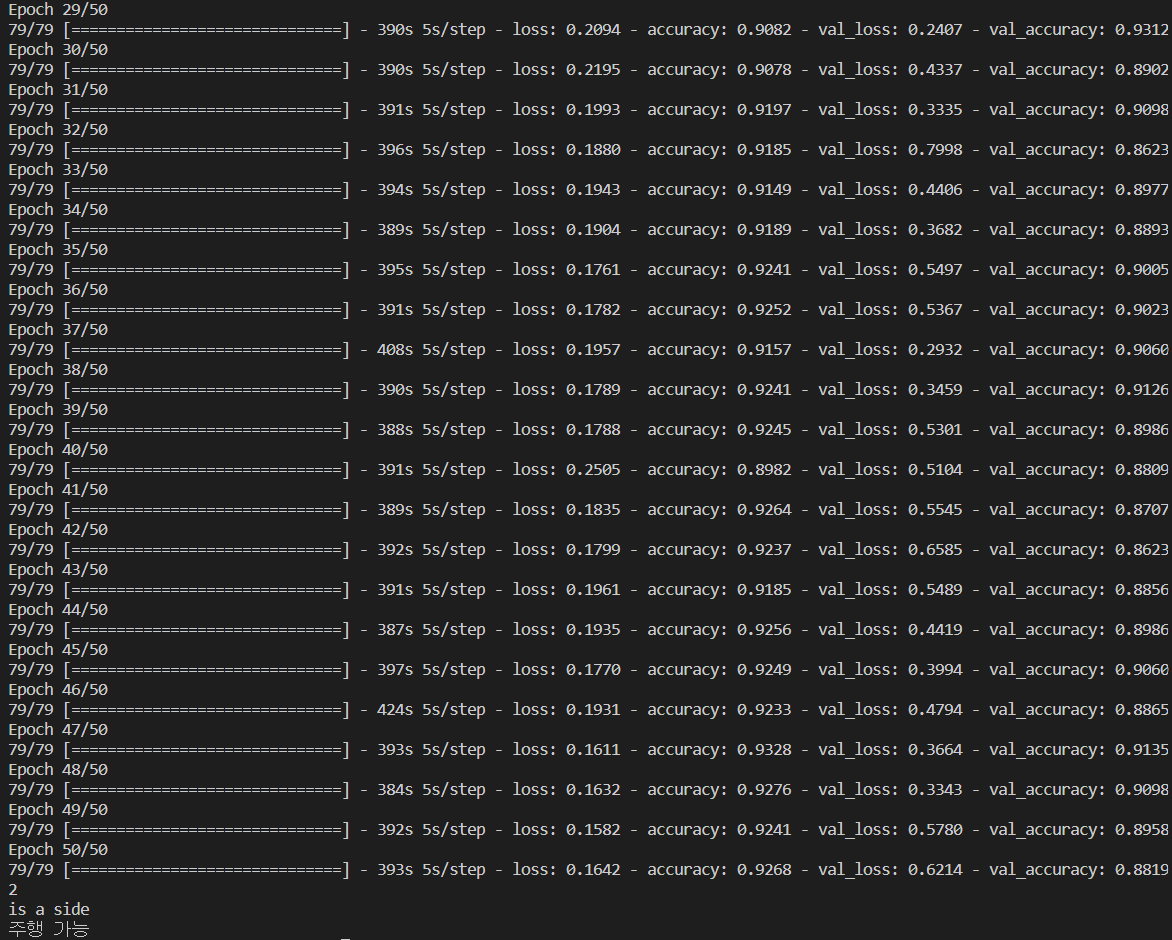 Epoch 29/50
79/79 [==============================] - 390s 5s/step - loss: 0.2094 - accuracy: 0.9082 - val_loss: 0.2407 - val_accuracy: 0.9312
Epoch 30/50
79/79 [==============================] - 390s 5s/step - loss: 0.2195 - accuracy: 0.9078 - val_loss: 0.4337 - val_accuracy: 0.8902
Epoch 31/50
79/79 [==============================] - 391s 5s/step - loss: 0.1993 - accuracy: 0.9197 - val_loss: 0.3335 - val_accuracy: 0.9098
Epoch 32/50
79/79 [==============================] - 396s 5s/step - loss: 0.1880 - accuracy: 0.9185 - val_loss: 0.7998 - val_accuracy: 0.8623
Epoch 33/50
79/79 [==============================] - 394s 5s/step - loss: 0.1943 - accuracy: 0.9149 - val_loss: 0.4406 - val_accuracy: 0.8977
Epoch 34/50
79/79 [==============================] - 389s 5s/step - loss: 0.1904 - accuracy: 0.9189 - val_loss: 0.3682 - val_accuracy: 0.8893
Epoch 35/50
79/79 [==============================] - 395s 5s/step - loss: 0.1761 - accuracy: 0.9241 - val_loss: 0.5497 - val_accuracy: 0.9005
Epoch 36/50
79/79 [==============================] - 391s 5s/step - loss: 0.1782 - accuracy: 0.9252 - val_loss: 0.5367 - val_accuracy: 0.9023
Epoch 37/50
79/79 [==============================] - 408s 5s/step - loss: 0.1957 - accuracy: 0.9157 - val_loss: 0.2932 - val_accuracy: 0.9060
Epoch 38/50
79/79 [==============================] - 390s 5s/step - loss: 0.1789 - accuracy: 0.9241 - val_loss: 0.3459 - val_accuracy: 0.9126
Epoch 39/50
79/79 [==============================] - 388s 5s/step - loss: 0.1788 - accuracy: 0.9245 - val_loss: 0.5301 - val_accuracy: 0.8986
Epoch 40/50
79/79 [==============================] - 391s 5s/step - loss: 0.2505 - accuracy: 0.8982 - val_loss: 0.5104 - val_accuracy: 0.8809
Epoch 41/50
79/79 [==============================] - 389s 5s/step - loss: 0.1835 - accuracy: 0.9264 - val_loss: 0.5545 - val_accuracy: 0.8707
Epoch 42/50
79/79 [==============================] - 392s 5s/step - loss: 0.1799 - accuracy: 0.9237 - val_loss: 0.6585 - val_accuracy: 0.8623
Epoch 43/50
79/79 [==============================] - 391s 5s/step - loss: 0.1961 - accuracy: 0.9185 - val_loss: 0.5489 - val_accuracy: 0.8856
Epoch 44/50
79/79 [==============================] - 387s 5s/step - loss: 0.1935 - accuracy: 0.9256 - val_loss: 0.4419 - val_accuracy: 0.8986
Epoch 45/50
79/79 [==============================] - 397s 5s/step - loss: 0.1770 - accuracy: 0.9249 - val_loss: 0.3994 - val_accuracy: 0.9060
Epoch 46/50
79/79 [==============================] - 424s 5s/step - loss: 0.1931 - accuracy: 0.9233 - val_loss: 0.4794 - val_accuracy: 0.8865
Epoch 47/50
79/79 [==============================] - 393s 5s/step - loss: 0.1611 - accuracy: 0.9328 - val_loss: 0.3664 - val_accuracy: 0.9135
Epoch 48/50
79/79 [==============================] - 384s 5s/step - loss: 0.1632 - accuracy: 0.9276 - val_loss: 0.3343 - val_accuracy: 0.9098
Epoch 49/50
79/79 [==============================] - 392s 5s/step - loss: 0.1582 - accuracy: 0.9241 - val_loss: 0.5780 - val_accuracy: 0.8958
Epoch 50/50
79/79 [==============================] - 393s 5s/step - loss: 0.1642 - accuracy: 0.9268 - val_loss: 0.6214 - val_accuracy: 0.8819
2
is a side
주행 가능